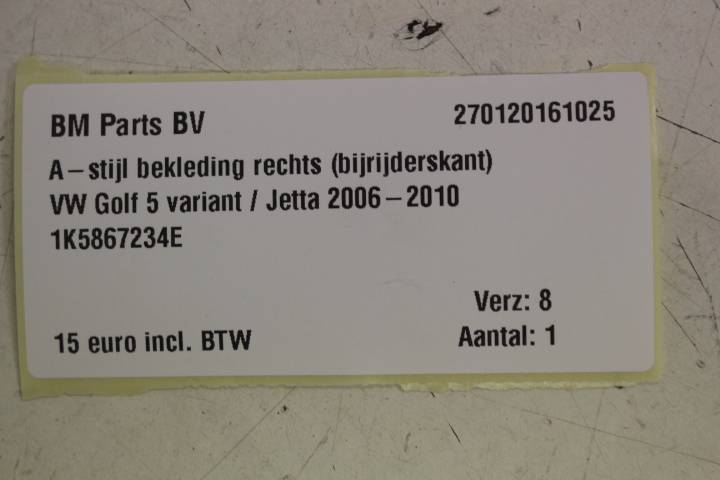 BM Parts BV 270120161025
A-stijl bekleding rechts (bijrijderskant)
VW Golf 5 variant / Jetta 2006-2010
1K5867234E
Verz: 8
15 euro incl. BTW Aantal: 1